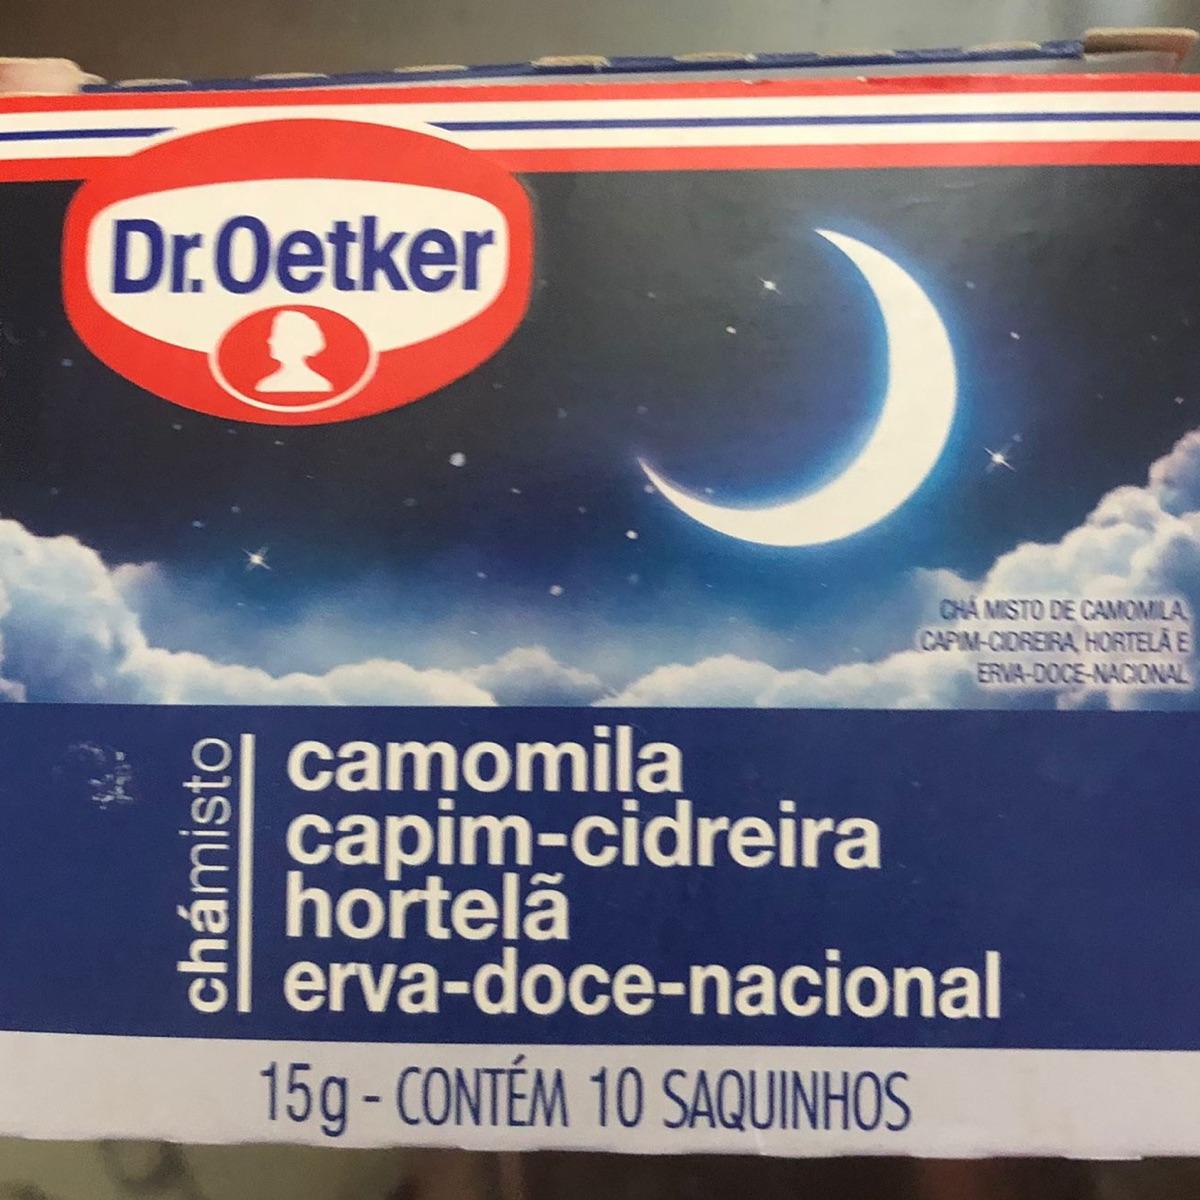 Dr.Oetker
CHÁ MISTO DE CAMOMILA,
CAPIM-CIDREIRA, HORTELÃ E
ERVA-DOCE-NACIONAL
chámisto
camomila
capim-cidreira
hortelã
erva-doce-nacional
15g - CONTÉM 10 SAQUINHOS